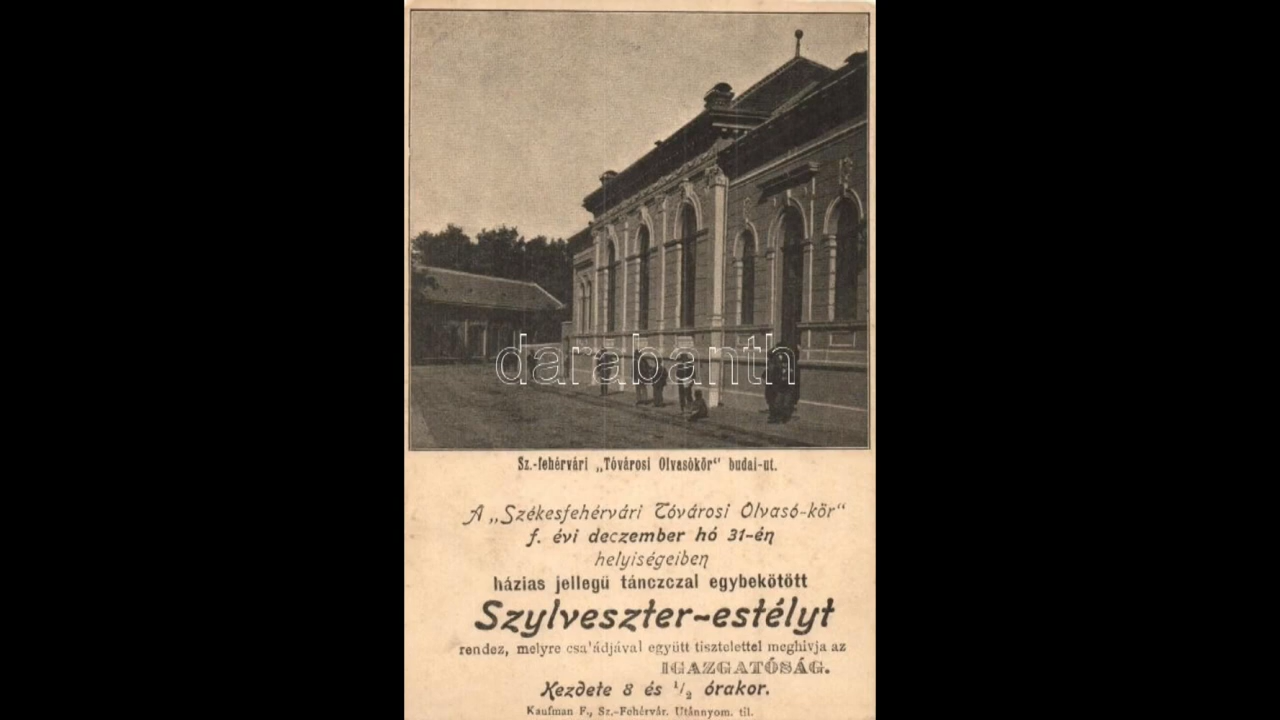 darabanth
Sz.-fehérvári „Tóvárosi Olvasókör" budai-ut.
A „Székesfehérvári Tóvárosi Olvasó-kör"
f. évi deczember hó 31-én
helyiségeiben
házias jellegü tánczczal egybekötött
Szylveszter-estélyt
rendez, melyre csa'ádjával együtt tisztelettel meghivja az
IGAZGATÓSÁG.
Kezdete 8 és 1/2 órakor.
Kaufman F., Sz.-Fehérvár. Utánnyom. til.